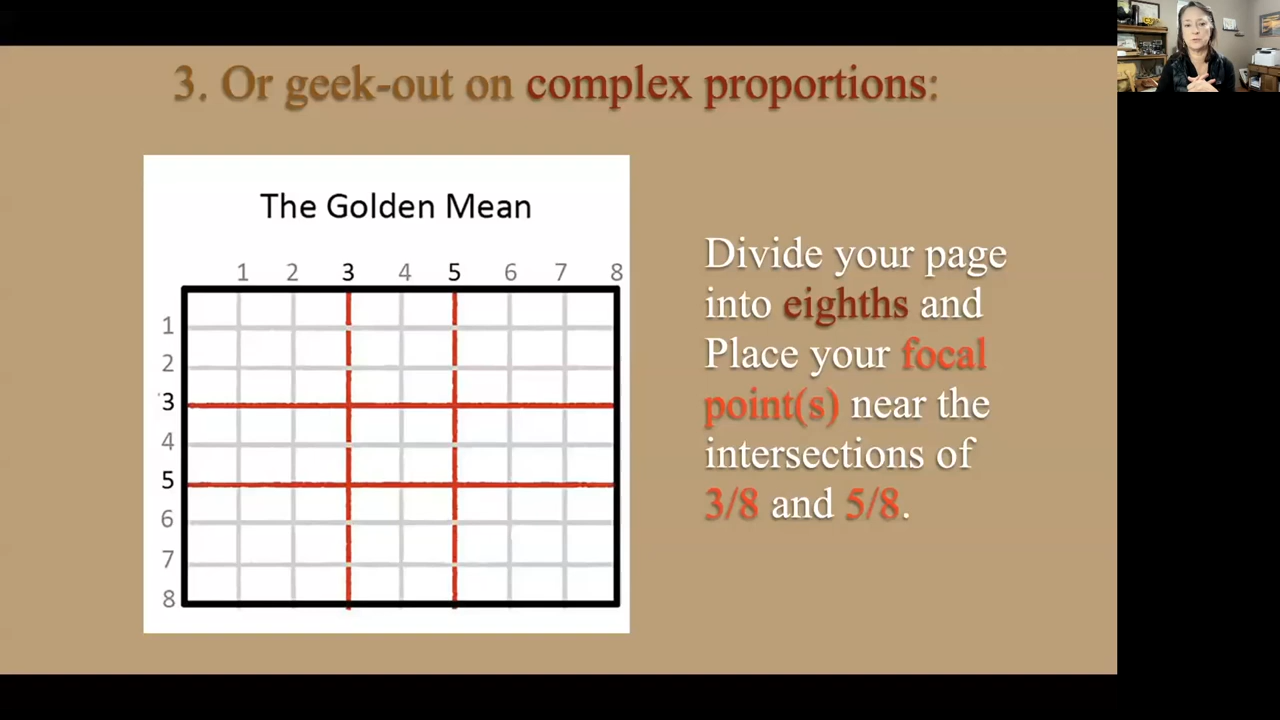 3. Or geek-out on complex proportions:
The Golden Mean
1 2 3 4 5 6 7 8
1
2
3
4
5
6
7
8
Divide your page
into eighths and
Place your focal
point(s) near the
intersections of
3/8 and 5/8.